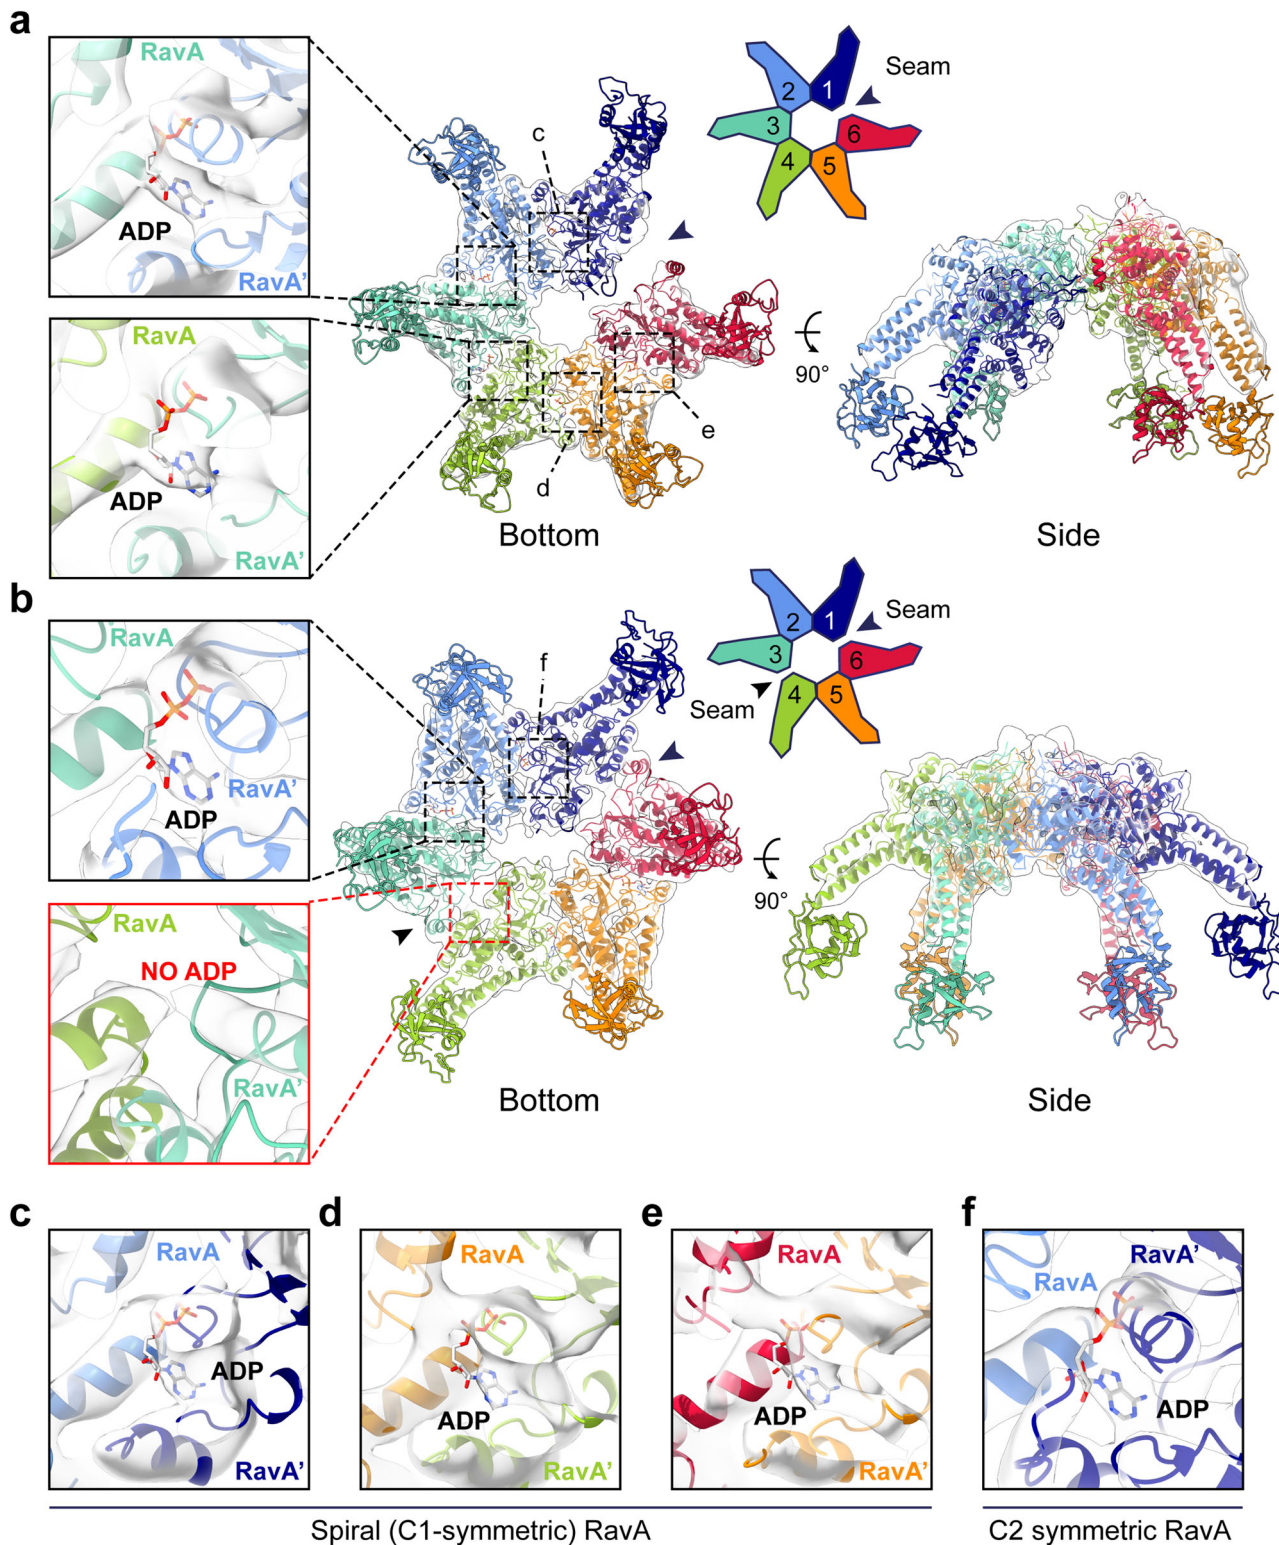 a
RavA
ADP
RavA'
RavA
ADP
RavA'
c
d
e
Bottom
1
2
3
4
5
6
Seam
90°
Side
b
RavA
RavA'
ADP
RavA
NO ADP
RavA'
f
Bottom
1
2
3
4
5
6
Seam
Seam
90°
Side
c
RavA
ADP
RavA'
d
RavA
ADP
RavA'
e
RavA
ADP
RavA'
f
RavA'
RavA
ADP
Spiral (C1-symmetric) RavA
C2 symmetric RavA